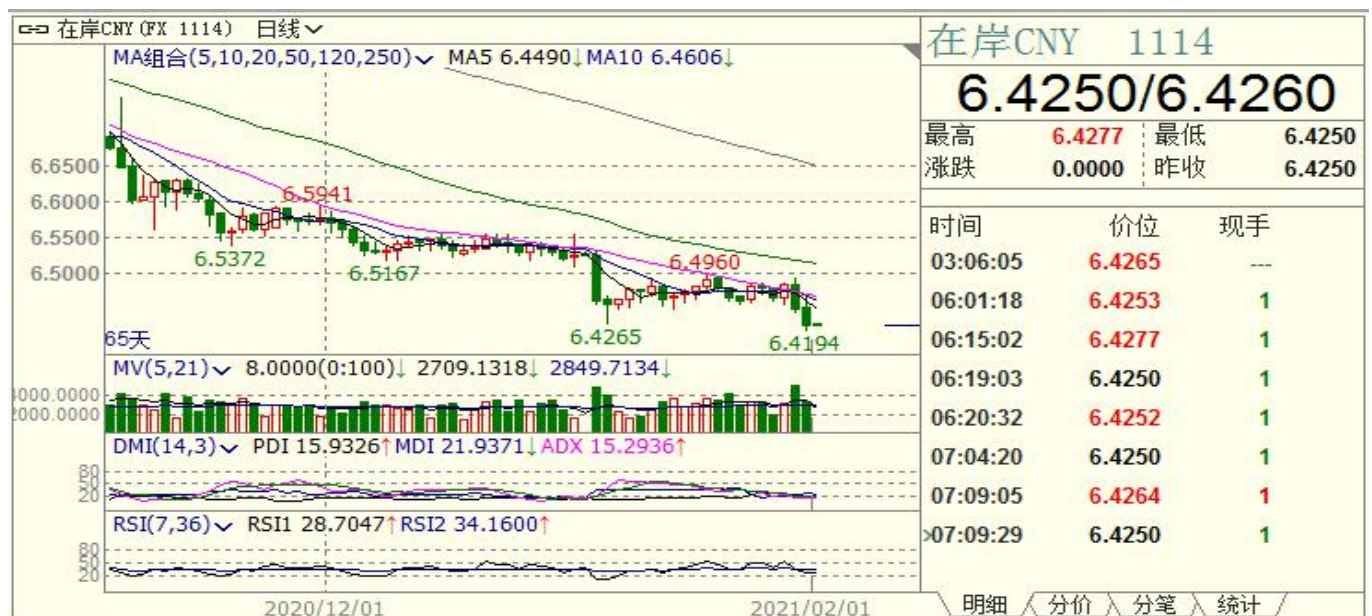 在岸CNY(FX 1114) 日线
MA组合(5,10,20,50,120,250) MA5 6.4490↓MA10 6.4606↓
6.6500
6.6000
6.5500
6.5000
6.5941
6.5372
6.5167
6.4960
6.4265
6.4194
65天
MV(5,21) 8.0000(0:100)↓ 2709.1318↓ 2849.7134↓
4000.0000
2000.0000
DMI(14,3) PDI 15.9326↑MDI 21.9371↓ADX 15.2936↑
80
50
20
RSI(7,36) RSI1 28.7047↑RSI2 34.1600↑
80
50
20
2020/12/01 2021/02/01
在岸CNY 1114
6.4250/6.4260
最高 6.4277 最低 6.4250
涨跌 0.0000 昨收 6.4250
时间 价位 现手
03:06:05 6.4265 ---
06:01:18 6.4253 1
06:15:02 6.4277 1
06:19:03 6.4250 1
06:20:32 6.4252 1
07:04:20 6.4250 1
07:09:05 6.4264 1
>07:09:29 6.4250 1
明细 分价 分笔 统计